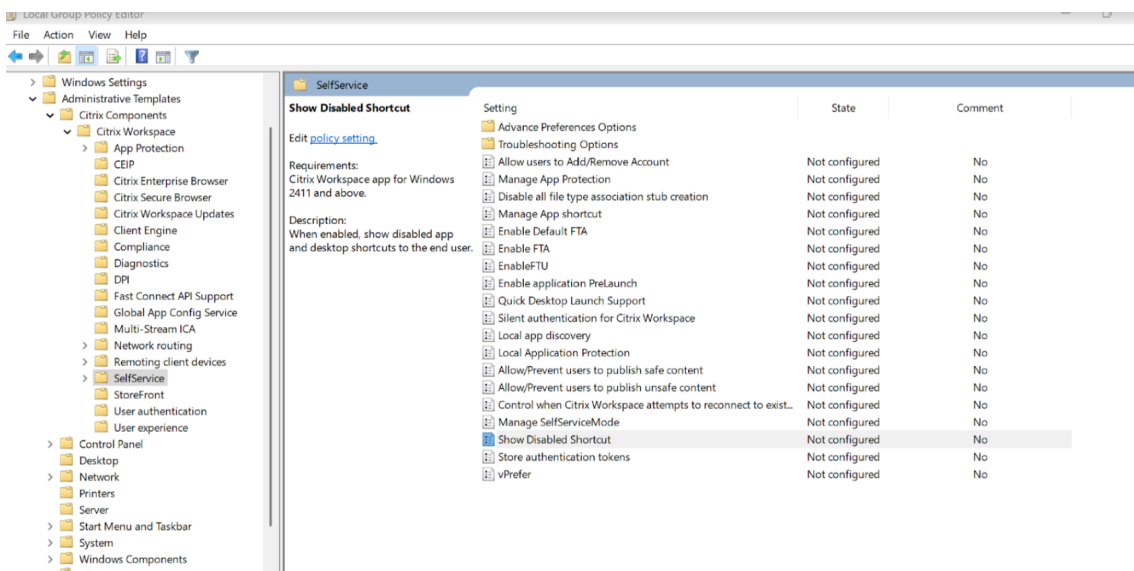 Local Group Policy Editor
File Action View Help
Windows Settings
Administrative Templates
Citrix Components
Citrix Workspace
App Protection
CEIP
Citrix Enterprise Browser
Citrix Secure Browser
Citrix Workspace Updates
Client Engine
Compliance
Diagnostics
DPI
Fast Connect API Support
Global App Config Service
Multi-Stream ICA
Network routing
Remoting client devices
SelfService
StoreFront
User authentication
User experience
Control Panel
Desktop
Network
Printers
Server
Start Menu and Taskbar
System
Windows Components
SelfService
Show Disabled Shortcut
Edit policy setting
Requirements:
Citrix Workspace app for Windows
2411 and above.
Description:
When enabled, show disabled app
and desktop shortcuts to the end user.
Setting State Comment
Advance Preferences Options
Troubleshooting Options
Allow users to Add/Remove Account Not configured No
Manage App Protection Not configured No
Disable all file type association stub creation Not configured No
Manage App shortcut Not configured No
Enable Default FTA Not configured No
Enable FTA Not configured No
EnableFTU Not configured No
Enable application PreLaunch Not configured No
Quick Desktop Launch Support Not configured No
Silent authentication for Citrix Workspace Not configured No
Local app discovery Not configured No
Local Application Protection Not configured No
Allow/Prevent users to publish safe content Not configured No
Allow/Prevent users to publish unsafe content Not configured No
Control when Citrix Workspace attempts to reconnect to exist... Not configured No
Manage SelfServiceMode Not configured No
Show Disabled Shortcut Not configured No
Store authentication tokens Not configured No
vPrefer Not configured No